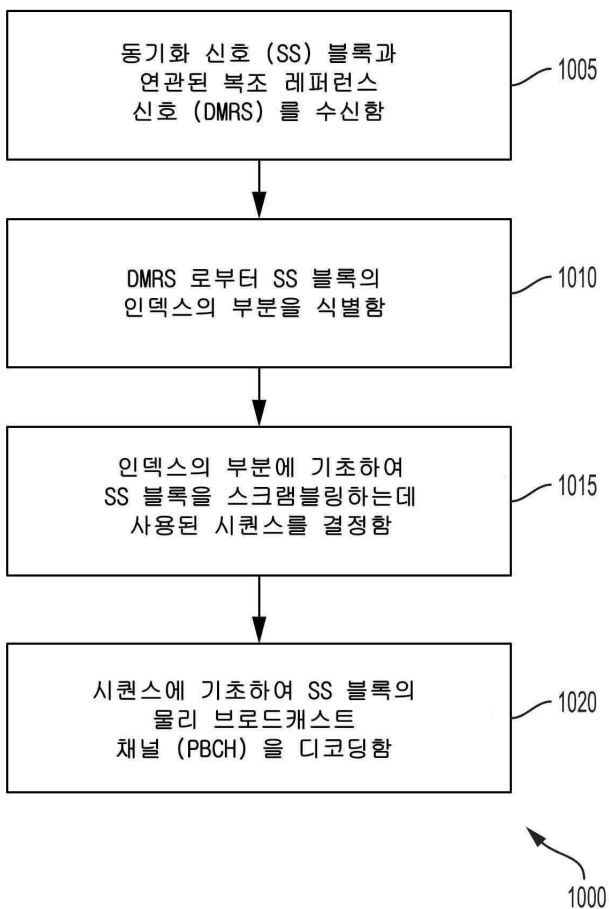 동기화 신호 (SS) 블록과
연관된 복조 레퍼런스
신호 (DMRS) 를 수신함
1005
DMRS 로부터 SS 블록의
인덱스의 부분을 식별함
1010
인덱스의 부분에 기초하여
SS 블록을 스크램블링하는데
사용된 시퀀스를 결정함
1015
시퀀스에 기초하여 SS 블록의
물리 브로드캐스트
채널 (PBCH) 을 디코딩함
1020
1000